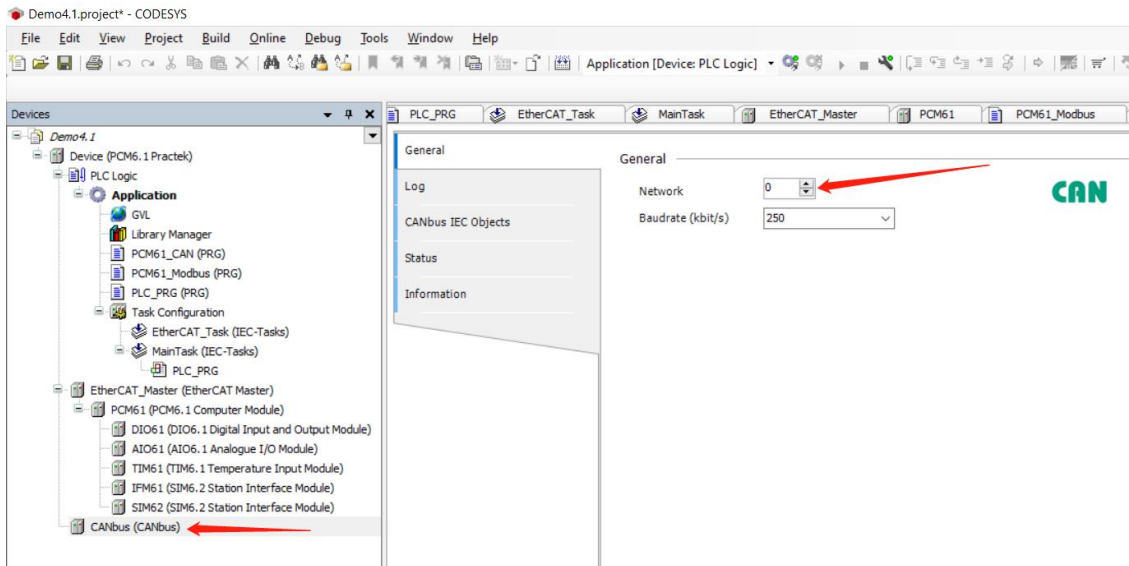 Demo4.1.project* - CODESYS
File Edit View Project Build Online Debug Tools Window Help
Application [Device: PLC Logic]
Devices
PLC_PRG EtherCAT_Task MainTask EtherCAT_Master PCM61 PCM61_Modbus
Demo4.1
Device (PCM6.1 Practek)
PLC Logic
Application
GVL
Library Manager
PCM61_CAN (PRG)
PCM61_Modbus (PRG)
PLC_PRG (PRG)
Task Configuration
EtherCAT_Task (IEC-Tasks)
MainTask (IEC-Tasks)
PLC_PRG
EtherCAT_Master (EtherCAT Master)
PCM61 (PCM6.1 Computer Module)
DIO61 (DIO6.1 Digital Input and Output Module)
AIO61 (AIO6.1 Analogue I/O Module)
TIM61 (TIM6.1 Temperature Input Module)
IFM61 (SIM6.2 Station Interface Module)
SIM62 (SIM6.2 Station Interface Module)
CANbus (CANbus)
General
Log
CANbus IEC Objects
Status
Information
General
Network 0
Baudrate (kbit/s) 250
CAN